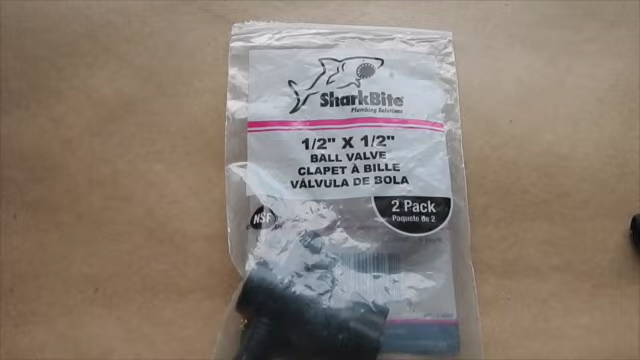 SharkBite
Plumbing Solutions
1/2" X 1/2"
BALL VALVE
CLAPET À BILLE
VÁLVULA DE BOLA
2 Pack
Paquete de 2
NSF